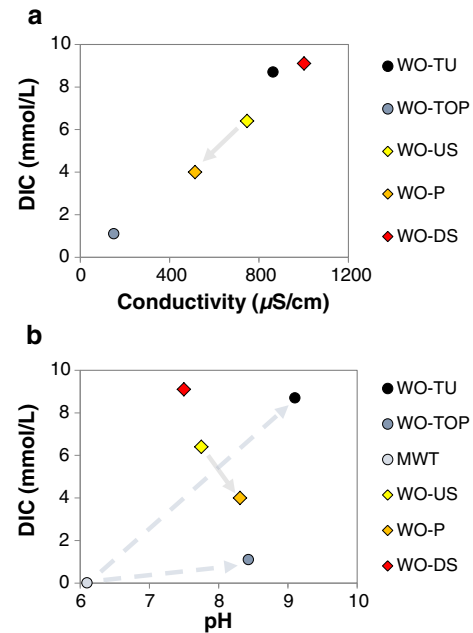 a
10
8
6
4
2
0
DIC (mmol/L)
0 400 800 1200
Conductivity (µS/cm)
WO-TU
WO-TOP
WO-US
WO-P
WO-DS
b
10
8
6
4
2
0
DIC (mmol/L)
6 7 8 9 10
pH
WO-TU
WO-TOP
MWT
WO-US
WO-P
WO-DS